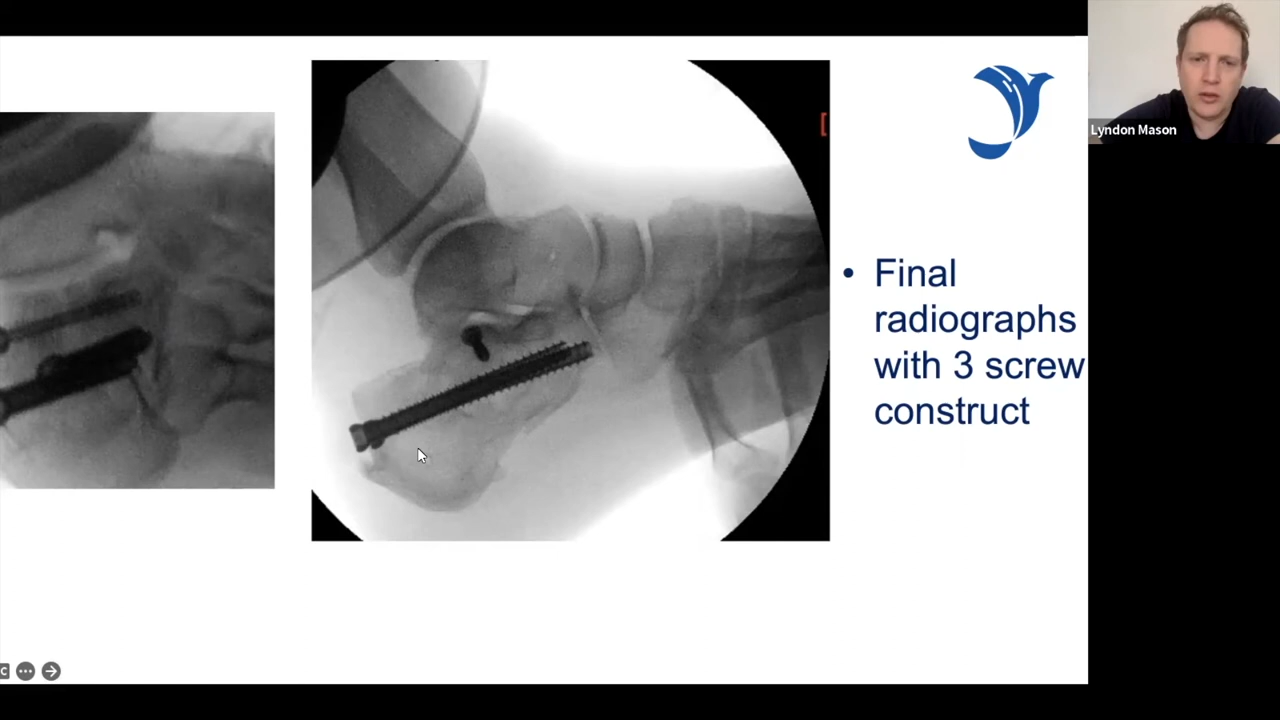 Lyndon Mason
[
• Final
radiographs
with 3 screw
construct
C